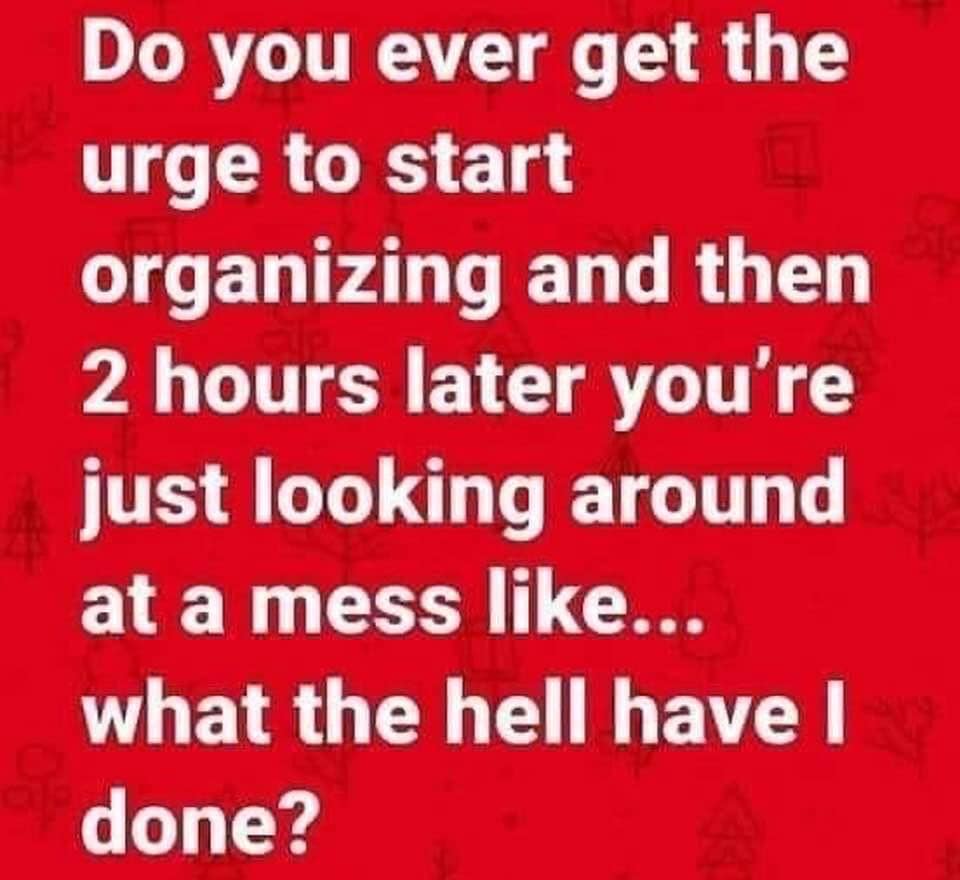 Do you ever get the
urge to start
organizing and then
2 hours later you’re
just looking around
at a mess like...
what the hell have I
done?